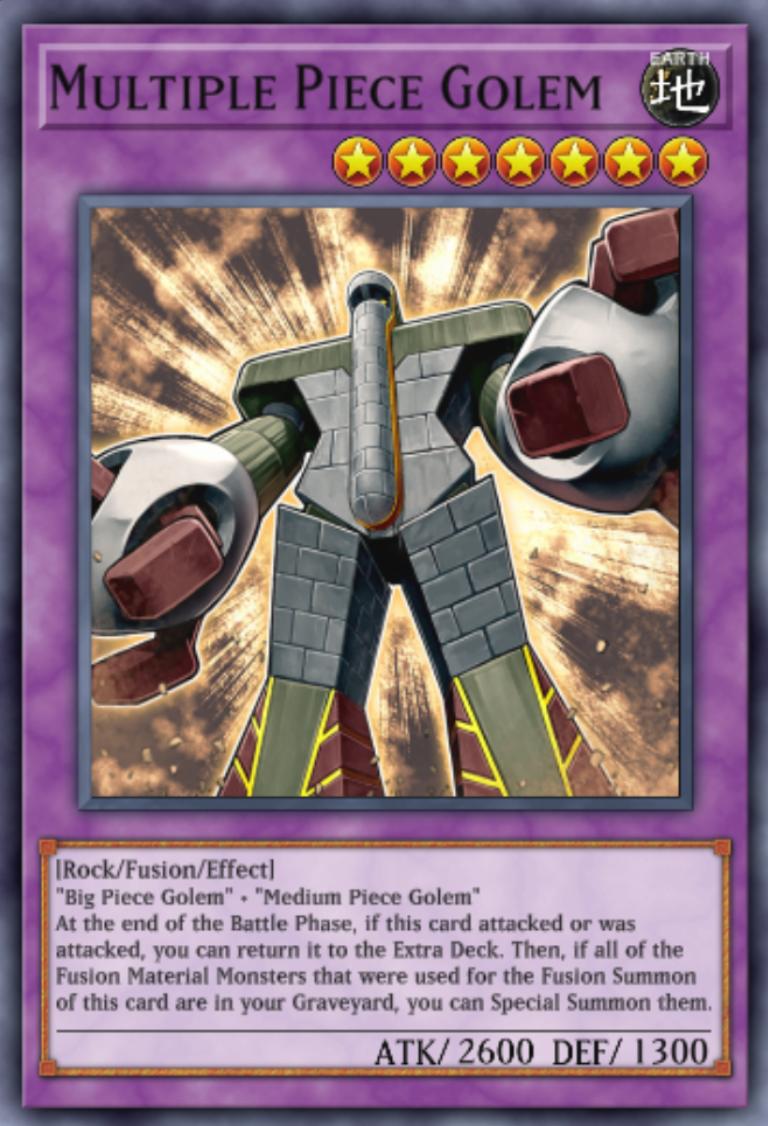 MULTIPLE PIECE GOLEM
EARTH
地
[Rock/Fusion/Effect]
"Big Piece Golem" + "Medium Piece Golem"
At the end of the Battle Phase, if this card attacked or was
attacked, you can return it to the Extra Deck. Then, if all of the
Fusion Material Monsters that were used for the Fusion Summon
of this card are in your Graveyard, you can Special Summon them.
ATK/ 2600 DEF/ 1300